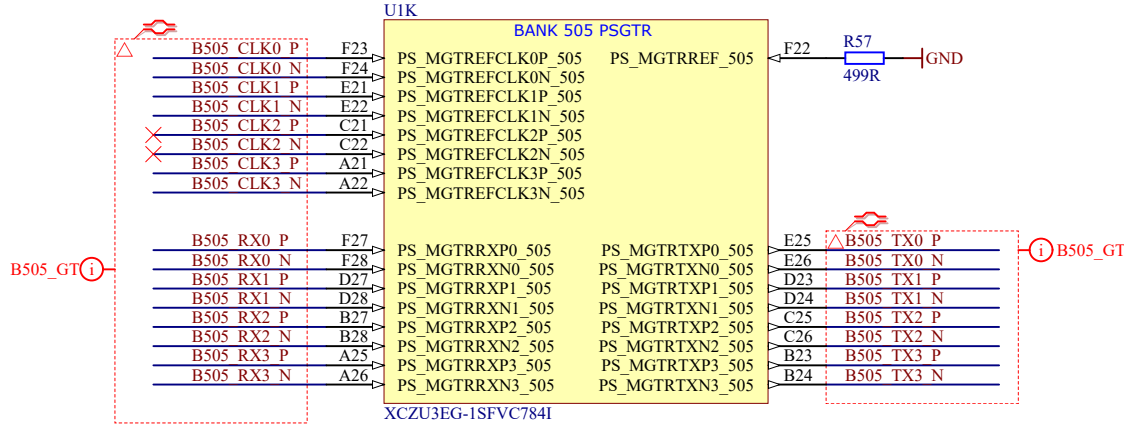 U1K
BANK 505 PSGTR
B505_CLK0_P F23 PS_MGTREFCLK0P_505 PS_MGTRREF_505 F22 R57 499R GND
B505_CLK0_N F24 PS_MGTREFCLK0N_505
B505_CLK1_P E21 PS_MGTREFCLK1P_505
B505_CLK1_N E22 PS_MGTREFCLK1N_505
B505_CLK2_P C21 PS_MGTREFCLK2P_505
B505_CLK2_N C22 PS_MGTREFCLK2N_505
B505_CLK3_P A21 PS_MGTREFCLK3P_505
B505_CLK3_N A22 PS_MGTREFCLK3N_505
B505_RX0_P F27 PS_MGTRRXP0_505 PS_MGTRTXP0_505 E25 B505_TX0_P
B505_RX0_N F28 PS_MGTRRXN0_505 PS_MGTRTXN0_505 E26 B505_TX0_N
B505_GT i B505_RX1_P D27 PS_MGTRRXP1_505 PS_MGTRTXP1_505 D23 B505_TX1_P i B505_GT
B505_RX1_N D28 PS_MGTRRXN1_505 PS_MGTRTXN1_505 D24 B505_TX1_N
B505_RX2_P B27 PS_MGTRRXP2_505 PS_MGTRTXP2_505 C25 B505_TX2_P
B505_RX2_N B28 PS_MGTRRXN2_505 PS_MGTRTXN2_505 C26 B505_TX2_N
B505_RX3_P A25 PS_MGTRRXP3_505 PS_MGTRTXP3_505 B23 B505_TX3_P
B505_RX3_N A26 PS_MGTRRXN3_505 PS_MGTRTXN3_505 B24 B505_TX3_N
XCZU3EG-1SFVC784I